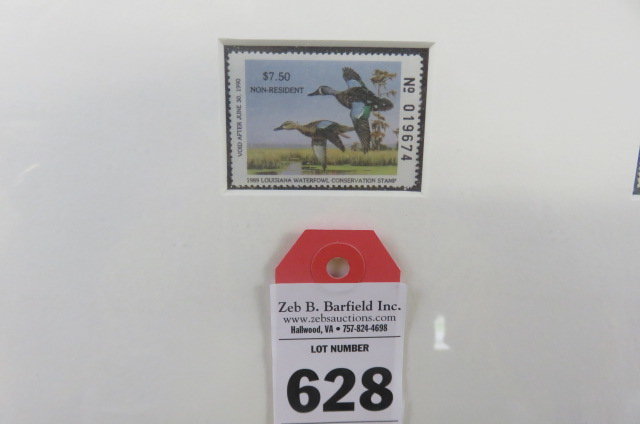 $7.50
NON-RESIDENT
VOID AFTER JUNE 30, 1990
No 019674
1989 LOUISIANA WATERFOWL CONSERVATION STAMP
Zeb B. Barfield Inc.
www.zebsauctions.com
Hallwood, VA • 757-824-4698
LOT NUMBER
628